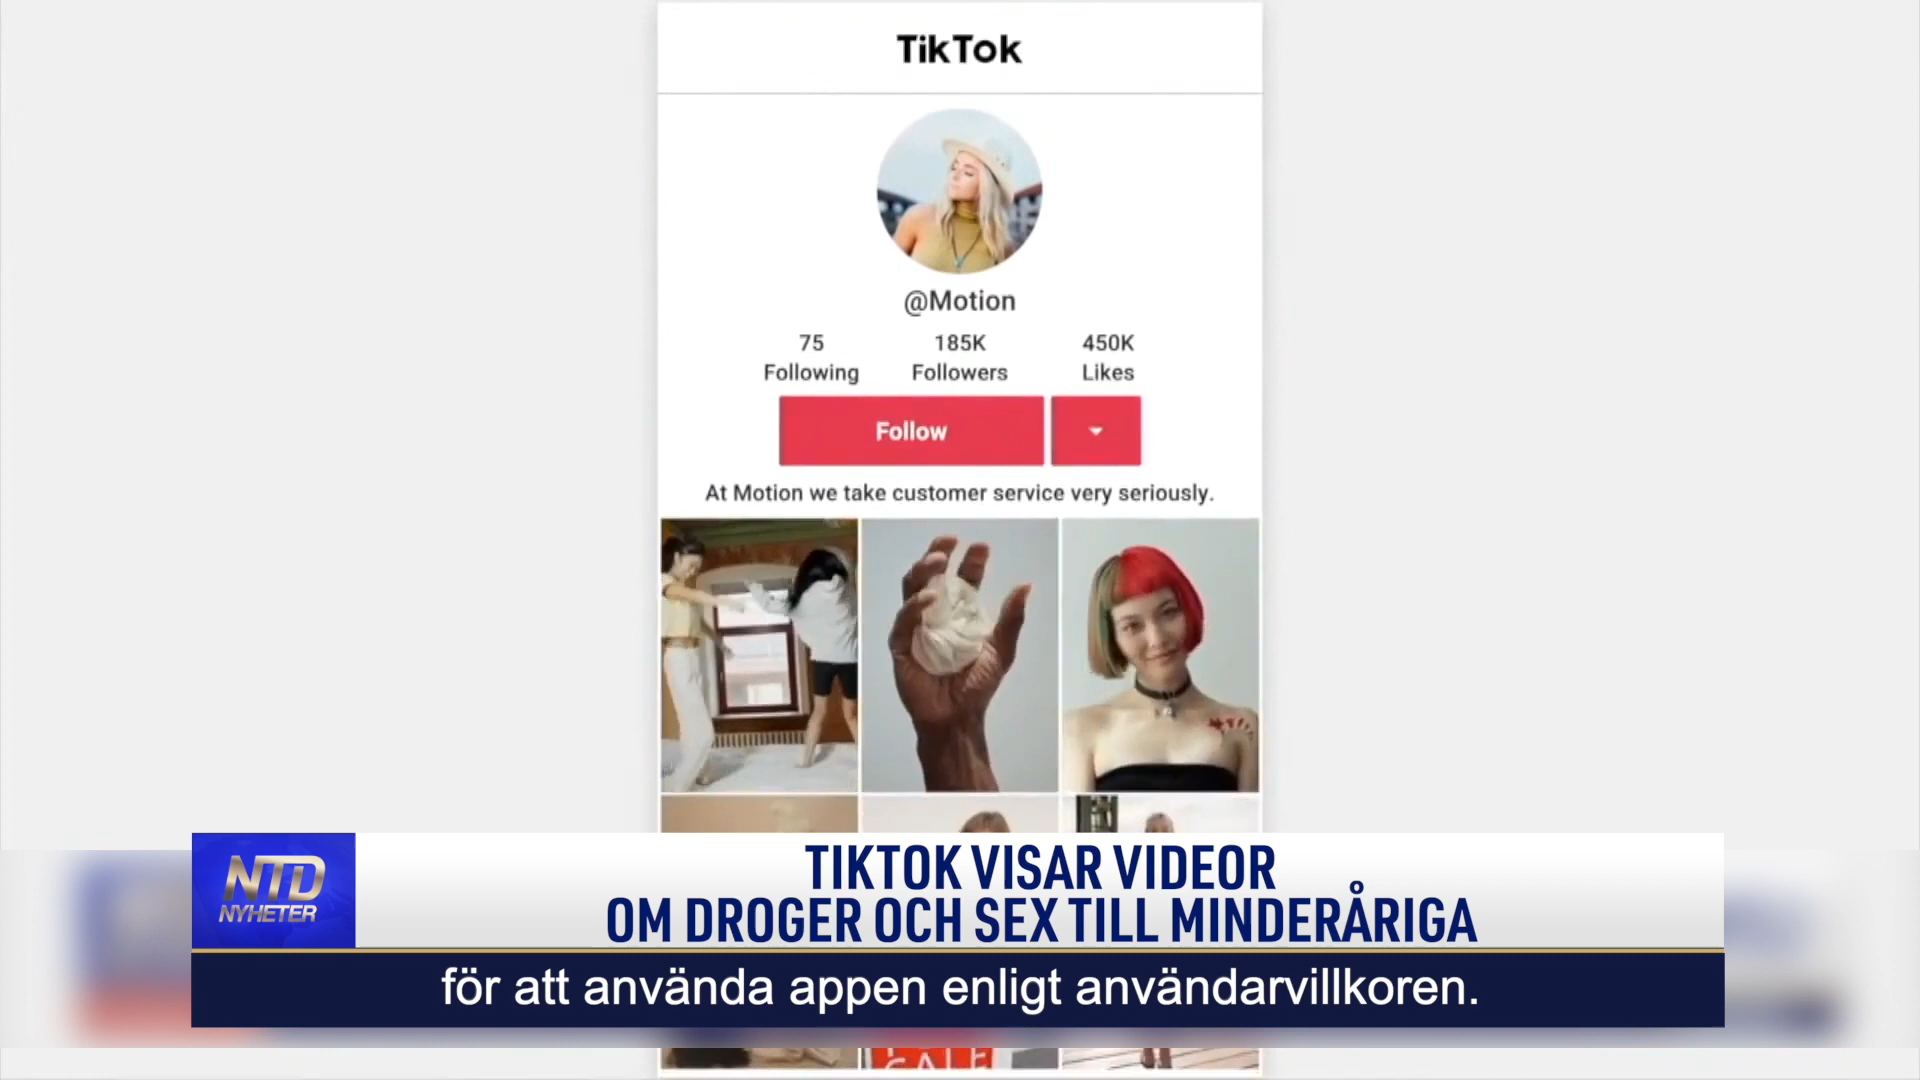 TikTok
@Motion
75 185K 450K
Following Followers Likes
Follow
At Motion we take customer service very seriously.
NTD
NYHETER
TIKTOK VISAR VIDEOR
OM DROGER OCH SEX TILL MINDERÅRIGA
för att använda appen enligt användarvillkoren.
SALE